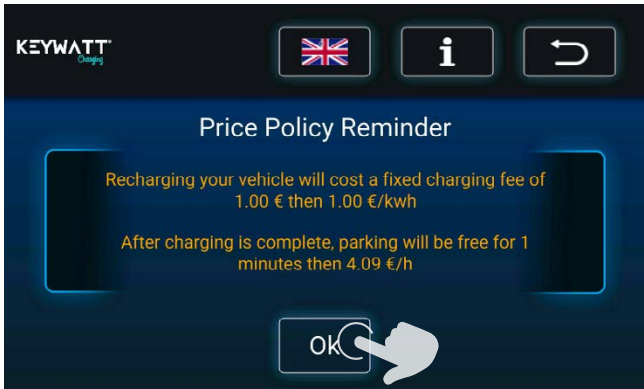 KEYWATT
Charging
i
Price Policy Reminder
Recharging your vehicle will cost a fixed charging fee of
1.00 € then 1.00 €/kwh
After charging is complete, parking will be free for 1
minutes then 4.09 €/h
Ok